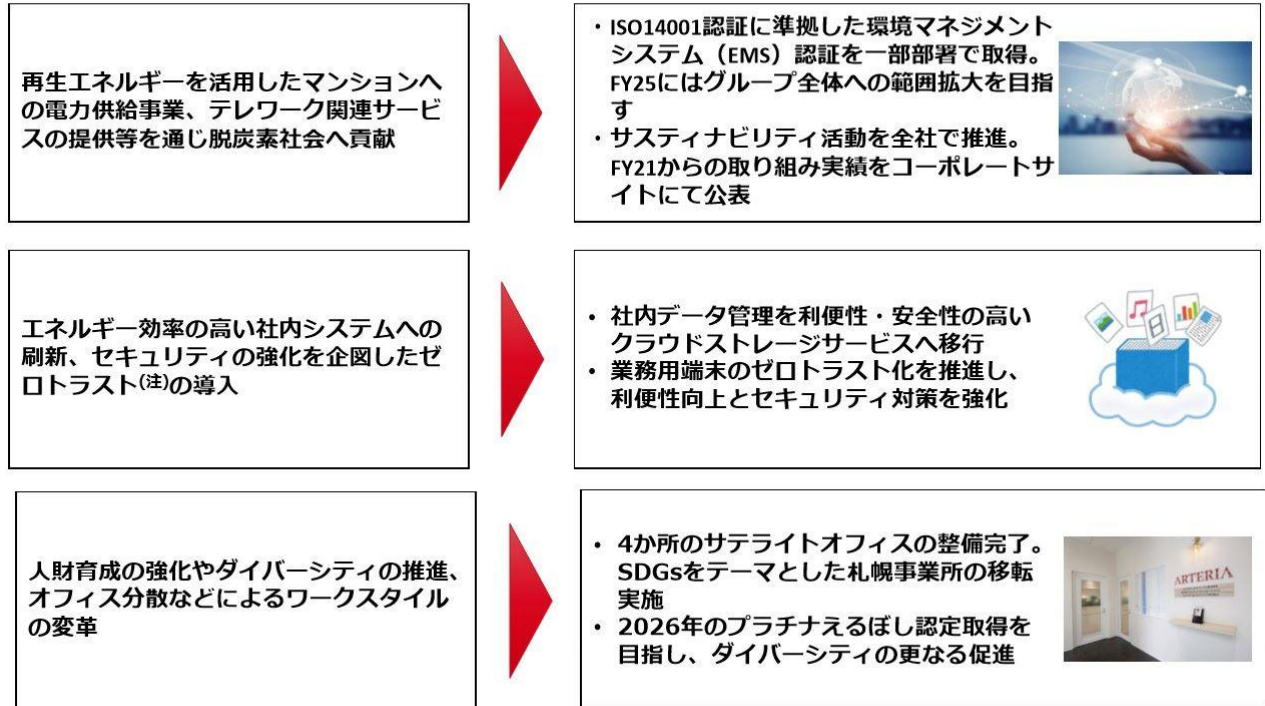 再生エネルギーを活用したマンションへ
の電力供給事業、テレワーク関連サービ
スの提供等を通じ脱炭素社会へ貢献
・ISO14001認証に準拠した環境マネジメント
システム（EMS）認証を一部部署で取得。
FY25にはグループ全体への範囲拡大を目指
す
・サスティナビリティ活動を全社で推進。
FY21からの取り組み実績をコーポレートサ
イトにて公表
エネルギー効率の高い社内システムへの
刷新、セキュリティの強化を企図したゼ
ロトラスト(注)の導入
・社内データ管理を利便性・安全性の高い
クラウドストレージサービスへ移行
・業務用端末のゼロトラスト化を推進し、
利便性向上とセキュリティ対策を強化
人財育成の強化やダイバーシティの推進、
オフィス分散などによるワークスタイル
の変革
・4か所のサテライトオフィスの整備完了。
SDGsをテーマとした札幌事業所の移転
実施
・2026年のプラチナえるぼし認定取得を
目指し、ダイバーシティの更なる促進
ARTERIA